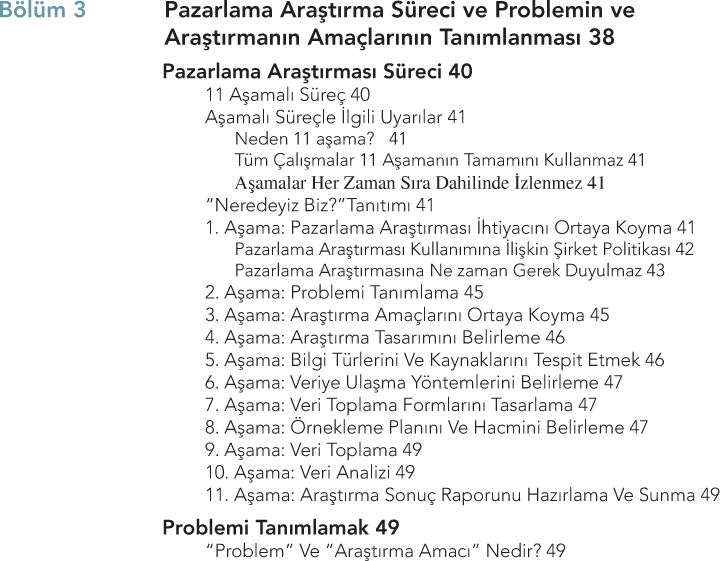 Bölüm 3 Pazarlama Araştırma Süreci ve Problemin ve
Araştırmanın Amaçlarının Tanımlanması 38
Pazarlama Araştırması Süreci 40
11 Aşamalı Süreç 40
Aşamalı Süreçle İlgili Uyarılar 41
Neden 11 aşama? 41
Tüm Çalışmalar 11 Aşamanın Tamamını Kullanmaz 41
Aşamalar Her Zaman Sıra Dahilinde İzlenmez 41
“Neredeyiz Biz?”Tanıtımı 41
1. Aşama: Pazarlama Araştırması İhtiyacını Ortaya Koyma 41
Pazarlama Araştırması Kullanımına İlişkin Şirket Politikası 42
Pazarlama Araştırmasına Ne zaman Gerek Duyulmaz 43
2. Aşama: Problemi Tanımlama 45
3. Aşama: Araştırma Amaçlarını Ortaya Koyma 45
4. Aşama: Araştırma Tasarımını Belirleme 46
5. Aşama: Bilgi Türlerini Ve Kaynaklarını Tespit Etmek 46
6. Aşama: Veriye Ulaşma Yöntemlerini Belirleme 47
7. Aşama: Veri Toplama Formlarını Tasarlama 47
8. Aşama: Örnekleme Planını Ve Hacmini Belirleme 47
9. Aşama: Veri Toplama 49
10. Aşama: Veri Analizi 49
11. Aşama: Araştırma Sonuç Raporunu Hazırlama Ve Sunma 49
Problemi Tanımlamak 49
“Problem” Ve “Araştırma Amacı” Nedir? 49